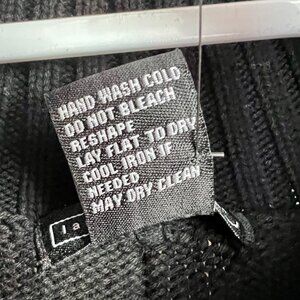 HAND WASH COLD
DO NOT BLEACH
RESHAPE
LAY FLAT TO DRY
COOL IRON IF
NEEDED
MAY DRY CLEAN